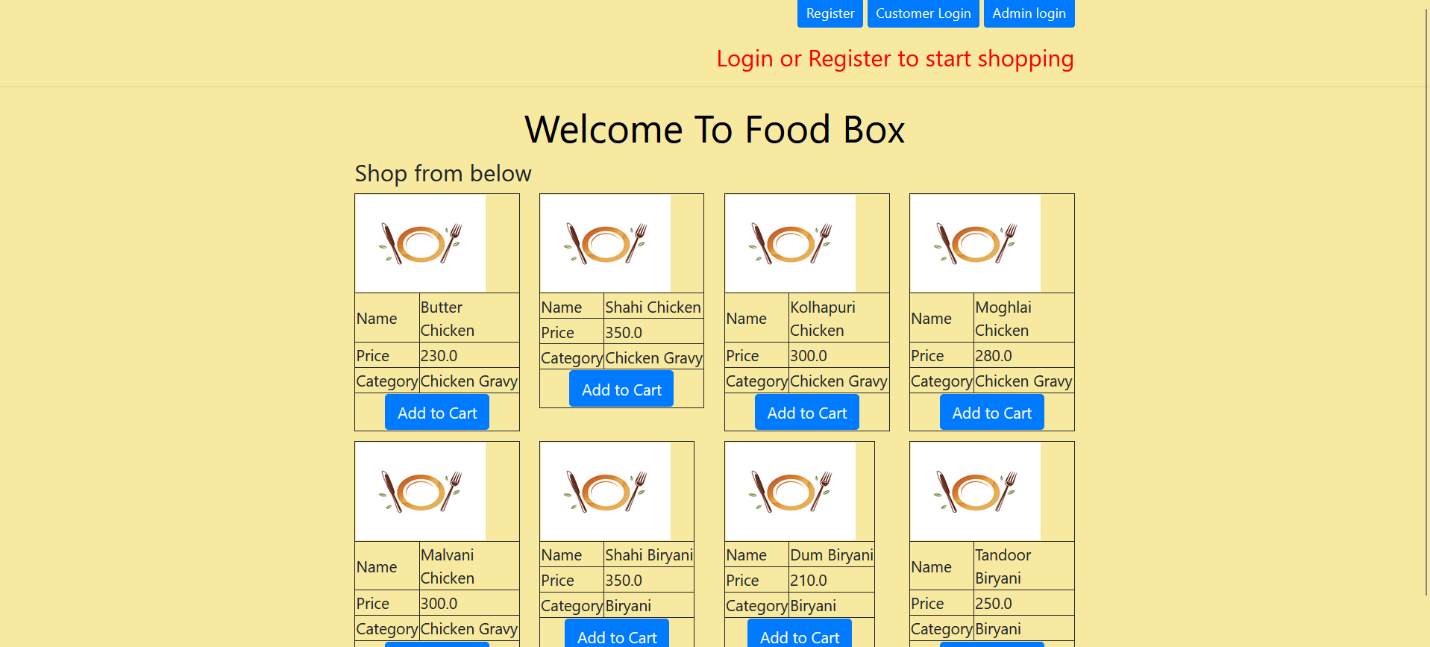 Register Customer Login Admin login
Login or Register to start shopping
Welcome To Food Box
Shop from below
Name Butter Chicken
Price 230.0
Category Chicken Gravy
Add to Cart
Name Shahi Chicken
Price 350.0
Category Chicken Gravy
Add to Cart
Name Kolhapuri Chicken
Price 300.0
Category Chicken Gravy
Add to Cart
Name Moghlai Chicken
Price 280.0
Category Chicken Gravy
Add to Cart
Name Malvani Chicken
Price 300.0
Category Chicken Gravy
Name Shahi Biryani
Price 350.0
Category Biryani
Add to Cart
Name Dum Biryani
Price 210.0
Category Biryani
Add to Cart
Name Tandoor Biryani
Price 250.0
Category Biryani